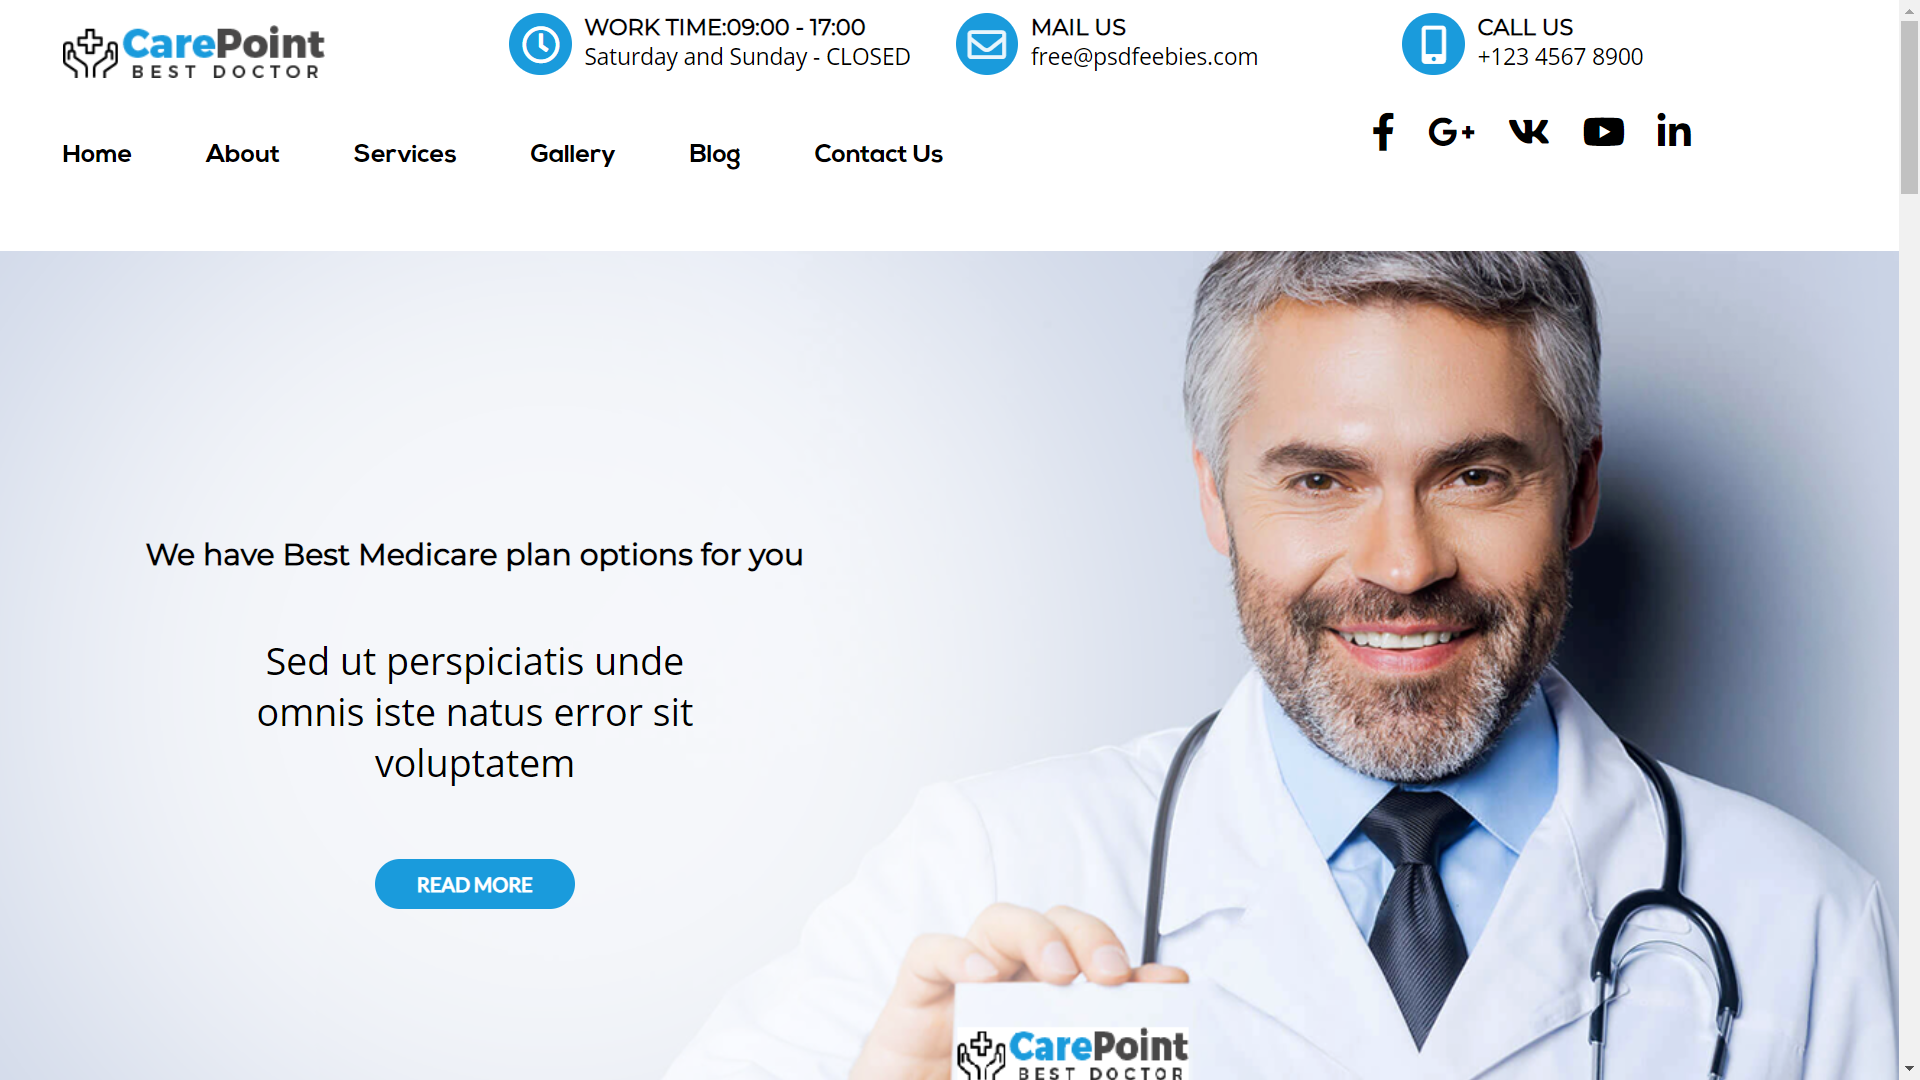 CarePoint
BEST DOCTOR
WORK TIME:09:00 - 17:00
Saturday and Sunday - CLOSED
MAIL US
free@psdfeebies.com
CALL US
+123 4567 8900
Home
About
Services
Gallery
Blog
Contact Us
We have Best Medicare plan options for you
Sed ut perspiciatis unde
omnis iste natus error sit
voluptatem
READ MORE
CarePoint
BEST DOCTOR